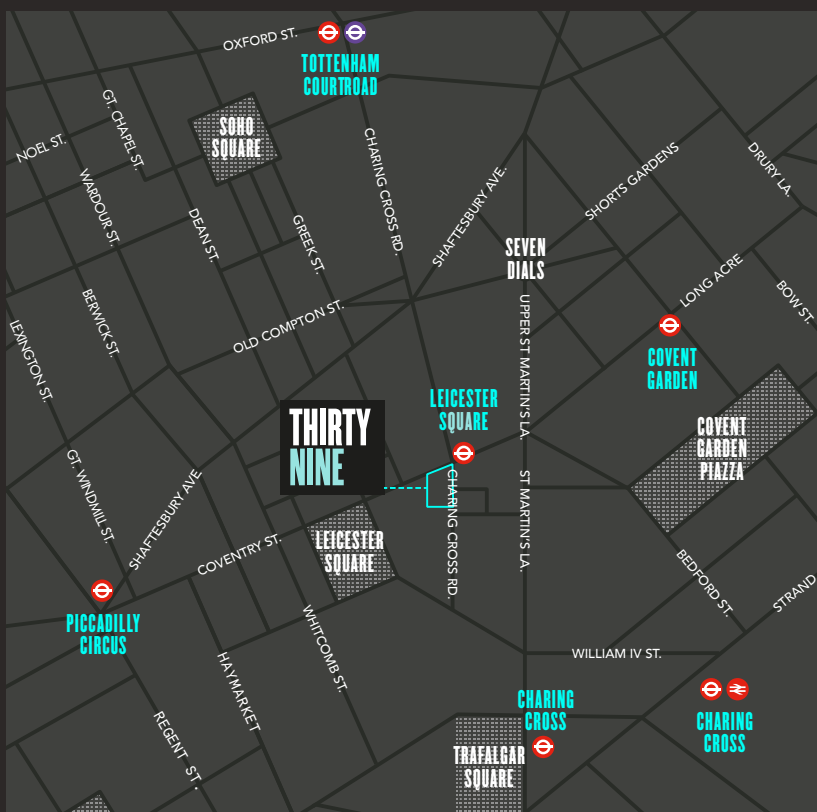 OXFORD ST.
TOTTENHAM
COURTROAD
SOHO
SQUARE
GT. CHAPEL ST.
NOEL ST.
WARDOUR ST.
DEAN ST.
GREEK ST.
CHARING CROSS RD.
SHAFTESBURY AVE.
SHORTS GARDENS
DRURY LA.
SEVEN
DIALS
LONG ACRE
BOW ST.
BERWICK ST.
LEXINGTON ST.
OLD COMPTON ST.
UPPER ST MARTIN'S LA.
COVENT
GARDEN
LEICESTER
SQUARE
THIRTY
NINE
COVENT
GARDEN
PIAZZA
GT. WINDMILL ST.
SHAFTESBURY AVE
CHARING CROSS RD.
ST MARTIN'S LA.
COVENTRY ST.
LEICESTER
SQUARE
BEDFORD ST.
STRAND
PICCADILLY
CIRCUS
WHITCOMB ST.
HAYMARKET
WILLIAM IV ST.
REGENT ST.
CHARING
CROSS
CHARING
CROSS
TRAFALGAR
SQUARE